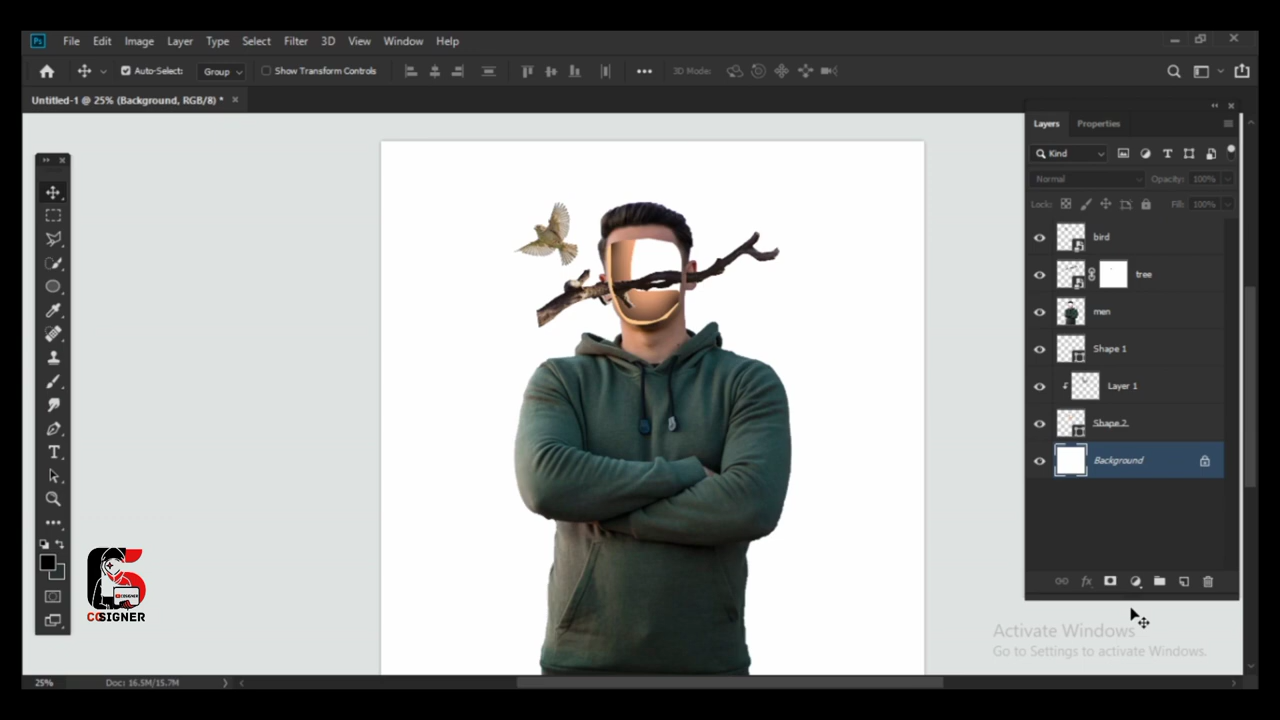 Ps File Edit Image Layer Type Select Filter 3D View Window Help
Auto-Select: Group Show Transform Controls 3D Mode:
Untitled-1 @ 25% (Background, RGB/8) *
Layers Properties
Kind
Normal Opacity: 100%
Lock: Fill: 100%
bird
tree
men
Shape 1
Layer 1
Shape 2
Background
COSIGNER
Activate Windows
Go to Settings to activate Windows.
25% Doc: 16.5M/15.7M